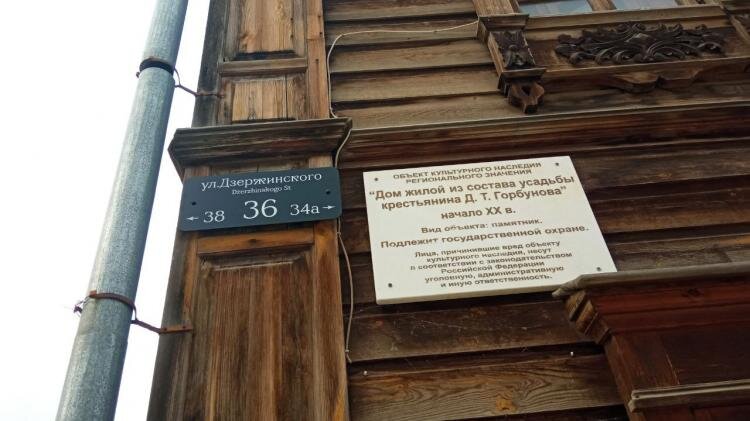 ул.Дзержинского
Dzerzhinskogo St
← 38 36 34а →
ОБЪЕКТ КУЛЬТУРНОГО НАСЛЕДИЯ
РЕГИОНАЛЬНОГО ЗНАЧЕНИЯ
“Дом жилой из состава усадьбы
крестьянина Д. Т. Горбунова”
начало XX в.
Вид объекта: памятник.
Подлежит государственной охране.
Лица, причинившие вред объекту
культурного наследия, несут
в соответствии с законодательством
Российской Федерации
уголовную, административную
и иную ответственность.